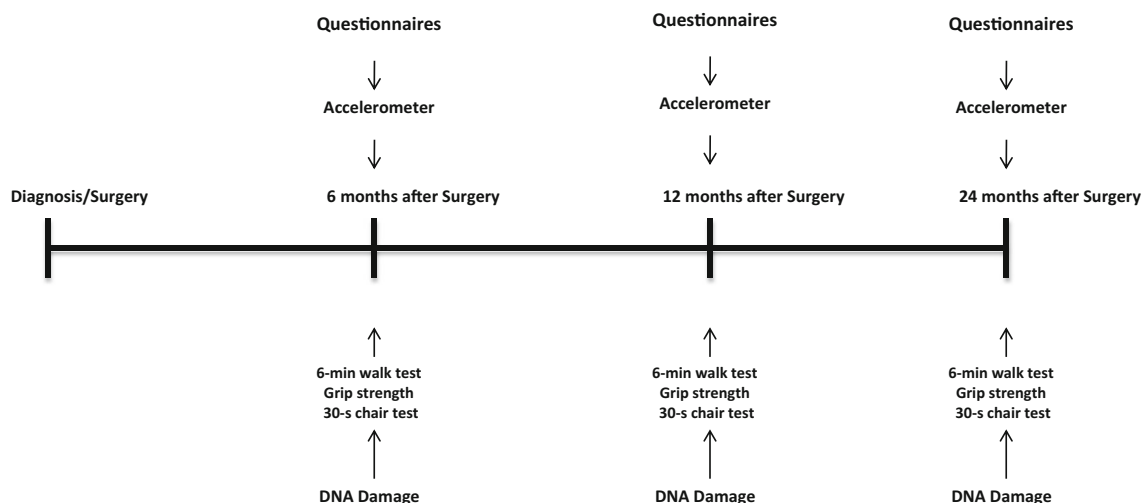 Questionnaires
Questionnaires
Questionnaires
Accelerometer
Accelerometer
Accelerometer
Diagnosis/Surgery
6 months after Surgery
12 months after Surgery
24 months after Surgery
6-min walk test
Grip strength
30-s chair test
6-min walk test
Grip strength
30-s chair test
6-min walk test
Grip strength
30-s chair test
DNA Damage
DNA Damage
DNA Damage